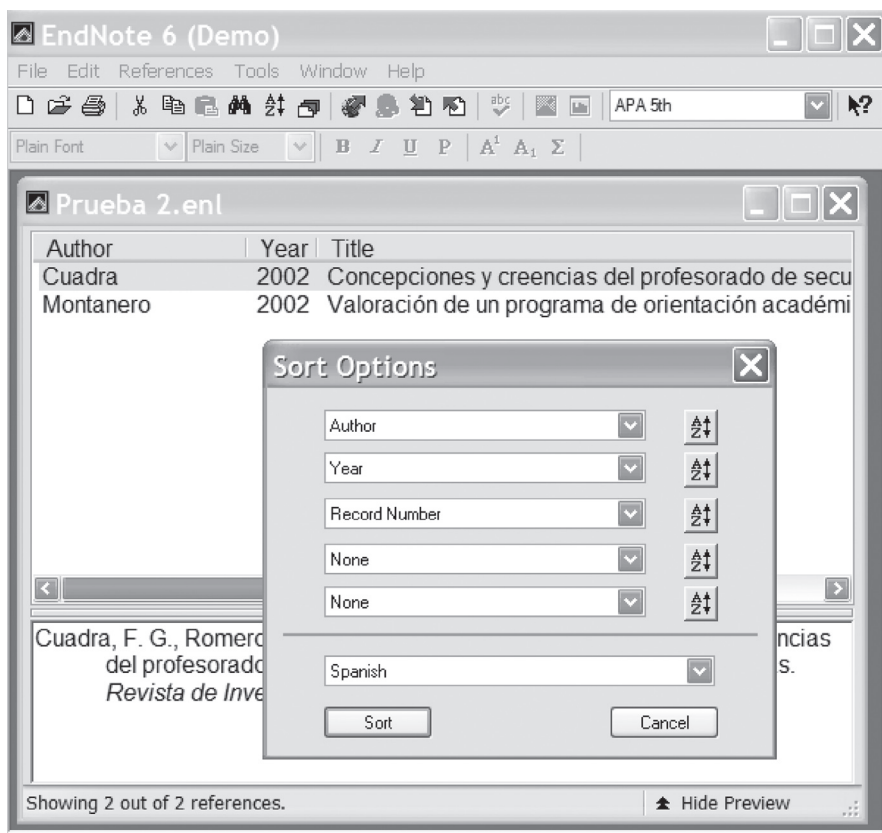 EndNote 6 (Demo)
File Edit References Tools Window Help
abc APA 5th
Plain Font Plain Size B I U P A1 A1 Σ
Prueba 2.enl
Author Year Title
Cuadra 2002 Concepciones y creencias del profesorado de secu
Montanero 2002 Valoración de un programa de orientación académi
Sort Options
Author
Year
Record Number
None
None
Spanish
Sort Cancel
Cuadra, F. G., Romero ncias
del profesorado s.
Revista de Inve
Showing 2 out of 2 references. Hide Preview